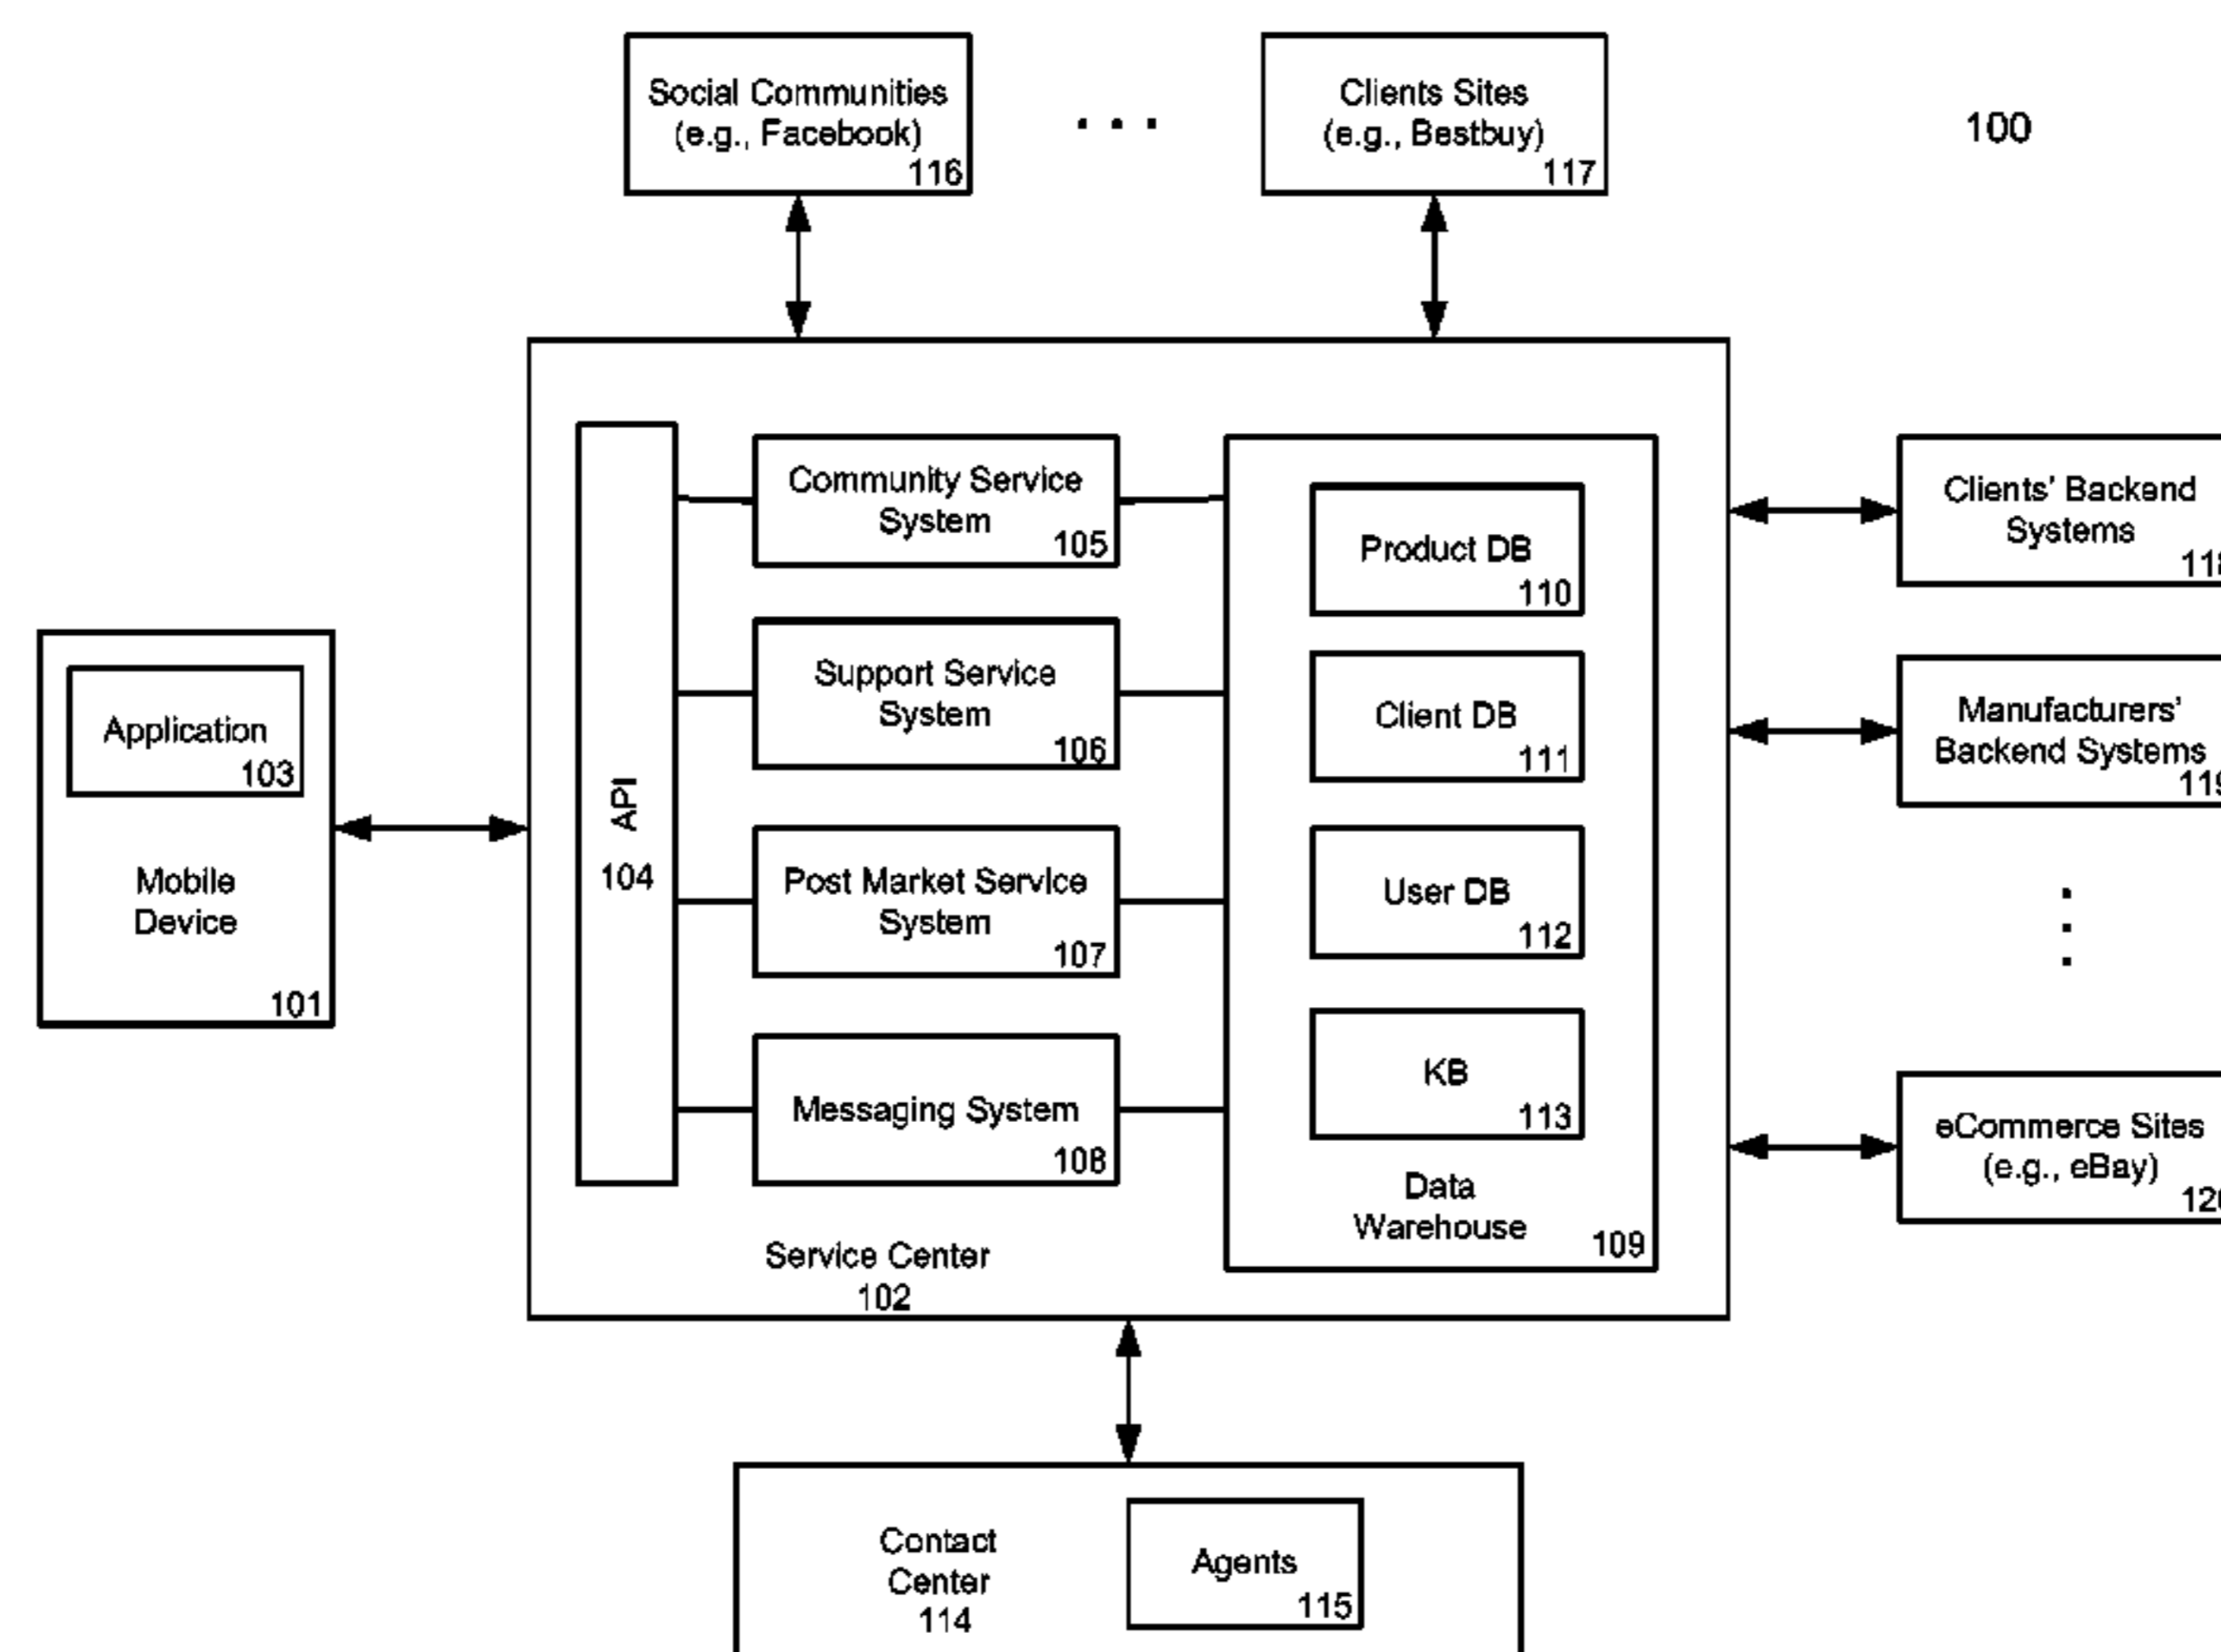 Social Communities
(e.g., Facebook)
116
. . .
Clients Sites
(e.g., Bestbuy)
117
100
Application
103
Mobile
Device
101
API
104
Community Service
System
105
Support Service
System
106
Post Market Service
System
107
Messaging System
108
Product DB
110
Client DB
111
User DB
112
KB
113
Data
Warehouse
109
Service Center
102
Clients' Backend
Systems
118
Manufacturers'
Backend Systems
119
eCommerce Sites
(e.g., eBay)
120
Contact
Center
114
Agents
115